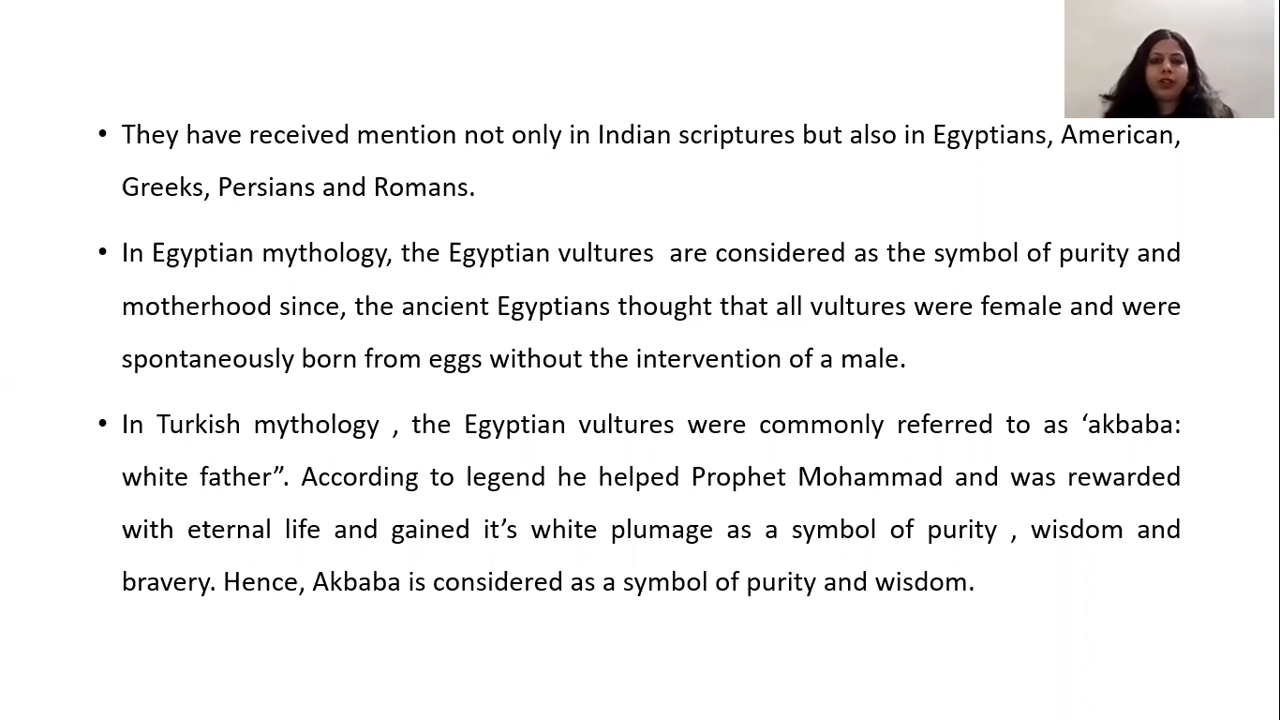 • They have received mention not only in Indian scriptures but also in Egyptians, American,
Greeks, Persians and Romans.
• In Egyptian mythology, the Egyptian vultures  are considered as the symbol of purity and
motherhood since, the ancient Egyptians thought that all vultures were female and were
spontaneously born from eggs without the intervention of a male.
• In Turkish mythology , the Egyptian vultures were commonly referred to as ‘akbaba:
white father”. According to legend he helped Prophet Mohammad and was rewarded
with eternal life and gained it’s white plumage as a symbol of purity , wisdom and
bravery. Hence, Akbaba is considered as a symbol of purity and wisdom.